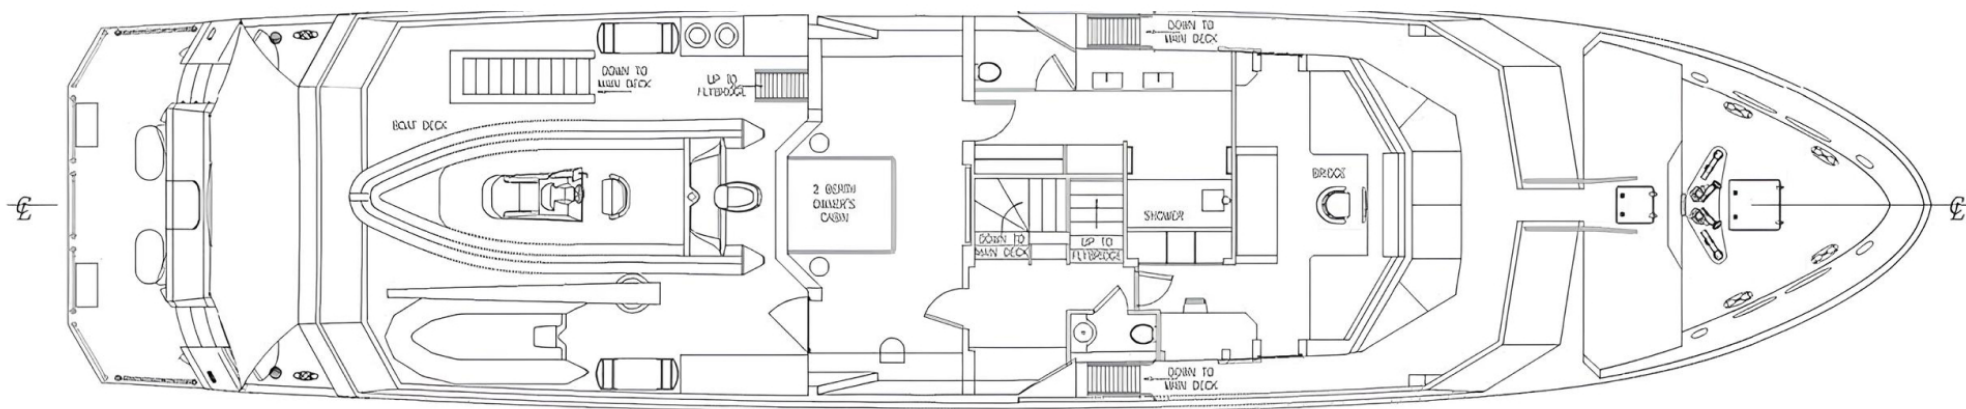 DOWN TO
MAIN DECK
DOWN TO
MAIN DECK
UP TO
FLYBRIDGE
BOAT DECK
2 BERTH
OWNER'S
CABIN
BRIDGE
SHOWER
DOWN TO
MAIN DECK
UP TO
FLYBRIDGE
DOWN TO
MAIN DECK
℄
℄